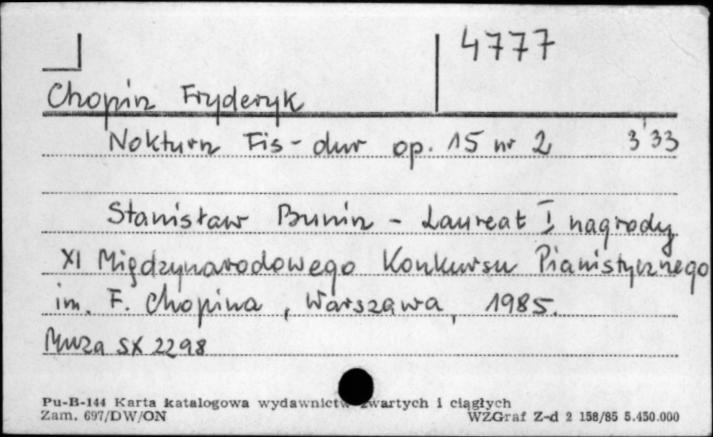 4777
Chopin Fryderyk
Nokturn Fis-dur op. 15 nr 2 3'33
Stanisław Bunin - Laureat I nagrody
XI Międzynarodowego Konkursu Pianistycznego
im. F. Chopina, Warszawa, 1985.
Muza SX 2298
Pu-B-144 Karta katalogowa wydawnictw zwartych i ciągłych
Zam. 697/DW/ON WZGraf Z-d 2 158/85 5.450.000